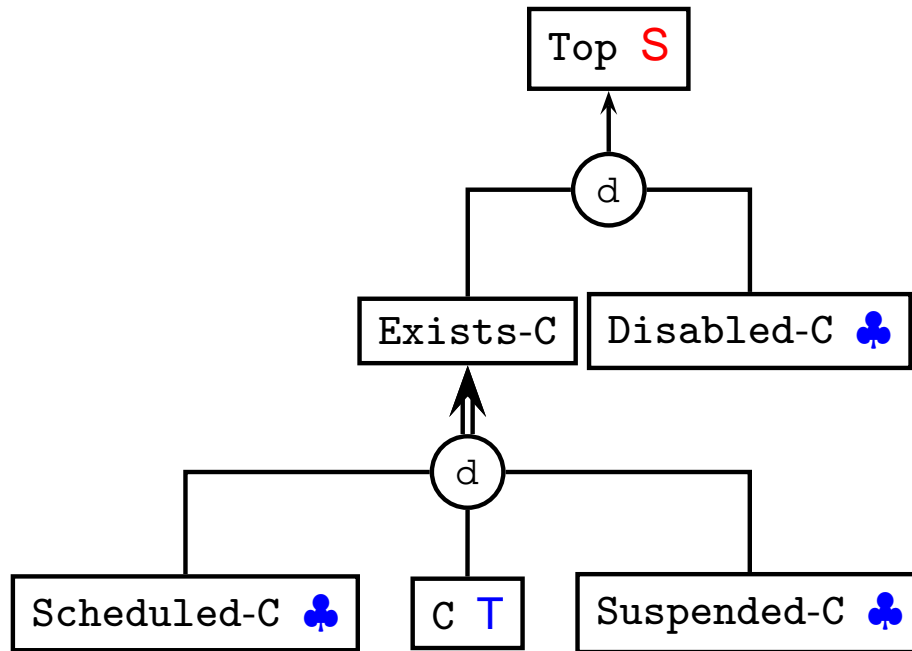 Top S
d
Exists-C
Disabled-C ♣
d
Scheduled-C ♣
C T
Suspended-C ♣